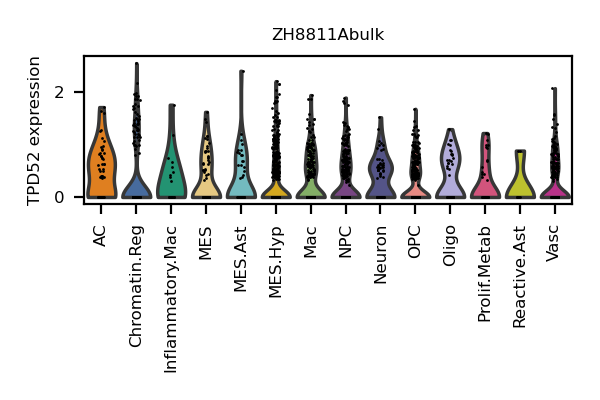 ZH8811Abulk
TPD52 expression
2
0
AC
Chromatin.Reg
Inflammatory.Mac
MES
MES.Ast
MES.Hyp
Mac
NPC
Neuron
OPC
Oligo
Prolif.Metab
Reactive.Ast
Vasc